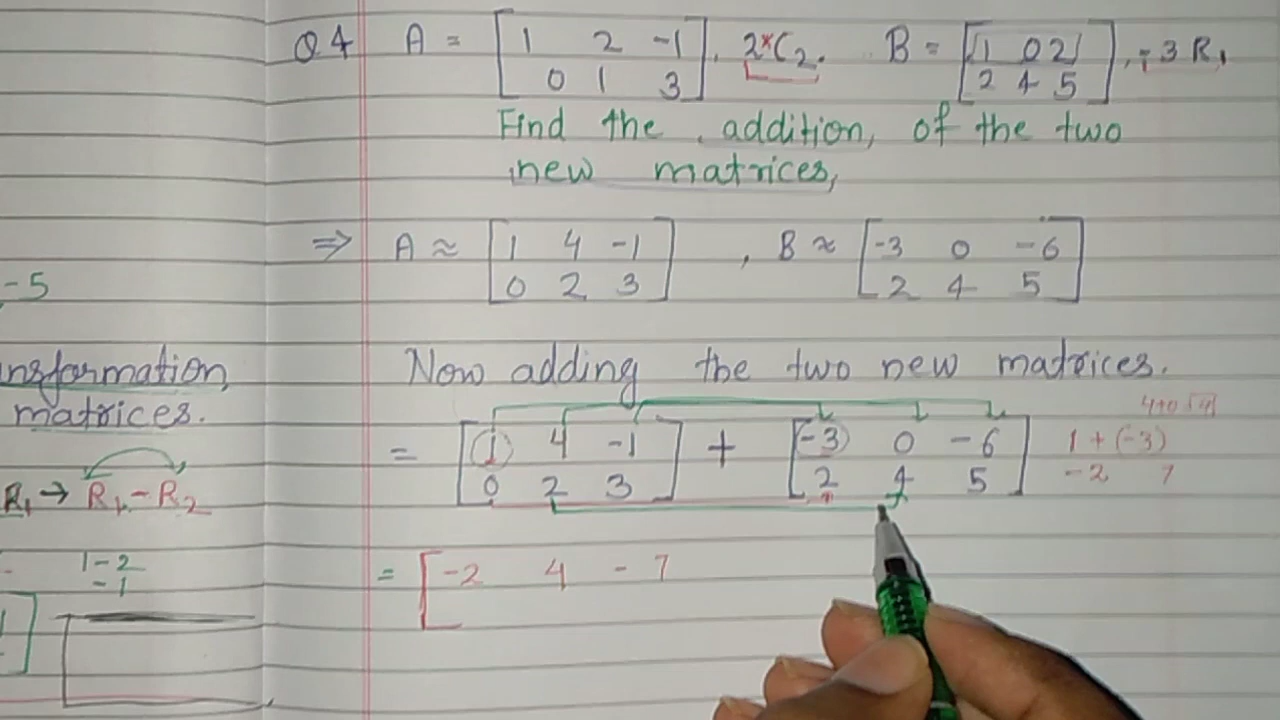 Q4 A = [ 1 2 -1 ] , 2*C₂. B = [ 1 0 2 ] , -3 R₁
0 1 3 2 4 5
Find the addition, of the two
new matrices,
⇒ A ≈ [ 1 4 -1 ] , B ≈ [ -3 0 -6 ]
0 2 3 2 4 5
-5
Now adding the two new matrices.
nsformation,
matrices.
= [ 1 4 -1 ] + [ -3 0 -6 ] 1 + (-3)
0 2 3 2 4 5 -2 7
R₁ → R₁ - R₂
1-2
-1
= [ -2 4 -7